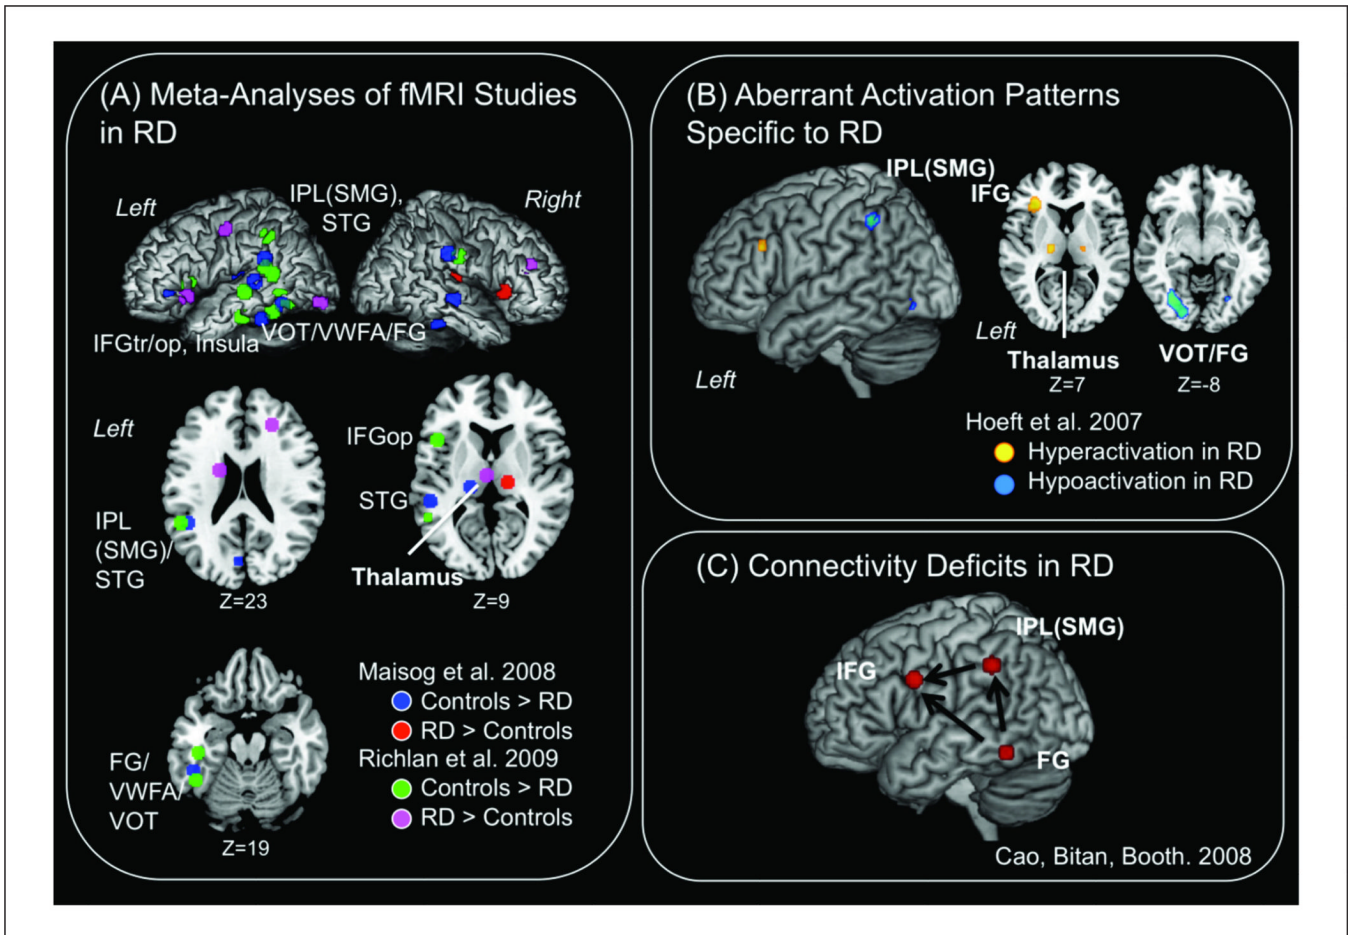 (A) Meta-Analyses of fMRI Studies
in RD
Left
IPL(SMG),
STG
Right
IFGtr/op, Insula
VOT/VWFA/FG
Left
IPL
(SMG)/
STG
Z=23
IFGop
STG
Thalamus
Z=9
FG/
VWFA/
VOT
Z=19
Maisog et al. 2008
Controls > RD
RD > Controls
Richlan et al. 2009
Controls > RD
RD > Controls
(B) Aberrant Activation Patterns
Specific to RD
IPL(SMG)
IFG
Left
Left
Thalamus
Z=7
VOT/FG
Z=-8
Hoeft et al. 2007
Hyperactivation in RD
Hypoactivation in RD
(C) Connectivity Deficits in RD
IPL(SMG)
IFG
FG
Cao, Bitan, Booth. 2008